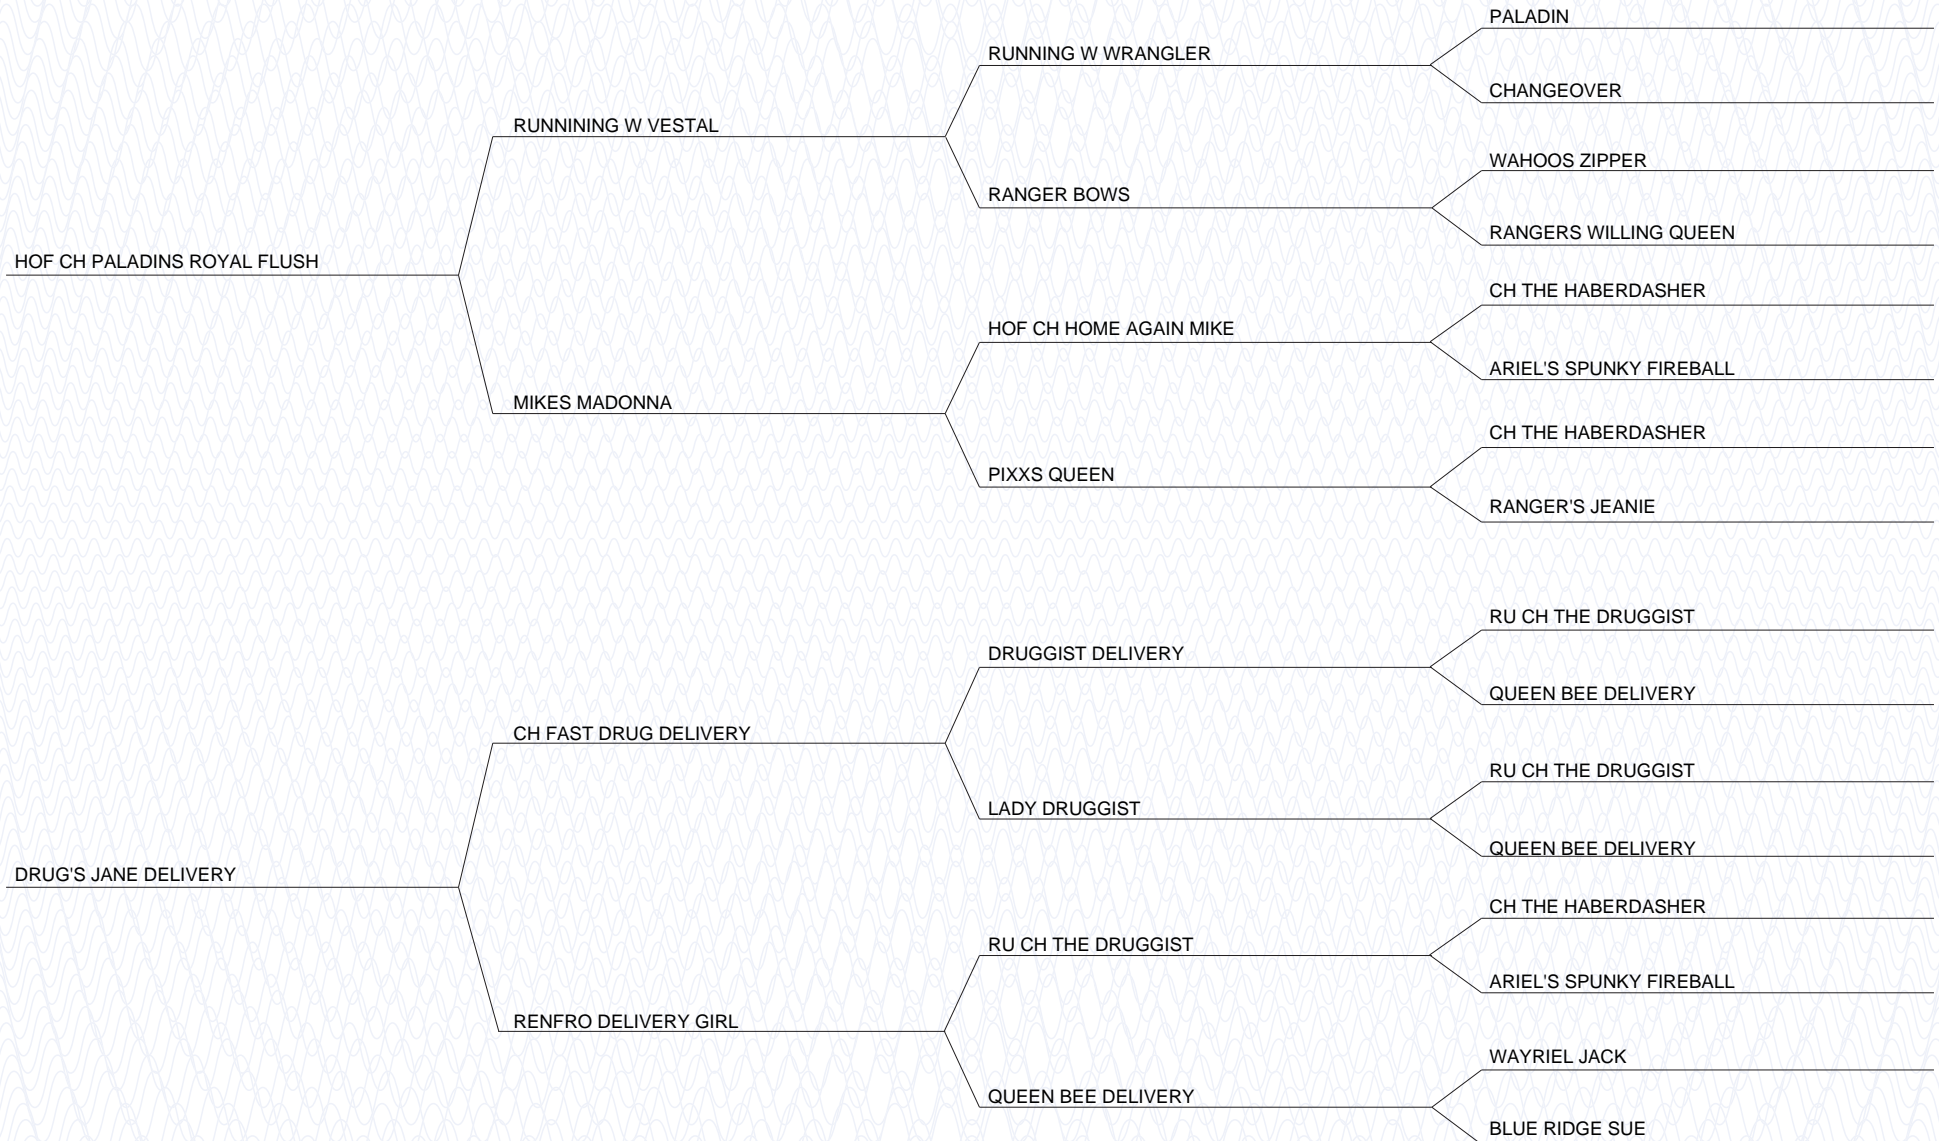 PALADIN
RUNNING W WRANGLER
CHANGEOVER
RUNNINING W VESTAL
WAHOOS ZIPPER
RANGER BOWS
RANGERS WILLING QUEEN
HOF CH PALADINS ROYAL FLUSH
CH THE HABERDASHER
HOF CH HOME AGAIN MIKE
ARIEL'S SPUNKY FIREBALL
MIKES MADONNA
CH THE HABERDASHER
PIXXS QUEEN
RANGER'S JEANIE
RU CH THE DRUGGIST
DRUGGIST DELIVERY
QUEEN BEE DELIVERY
CH FAST DRUG DELIVERY
RU CH THE DRUGGIST
LADY DRUGGIST
QUEEN BEE DELIVERY
DRUG'S JANE DELIVERY
CH THE HABERDASHER
RU CH THE DRUGGIST
ARIEL'S SPUNKY FIREBALL
RENFRO DELIVERY GIRL
WAYRIEL JACK
QUEEN BEE DELIVERY
BLUE RIDGE SUE